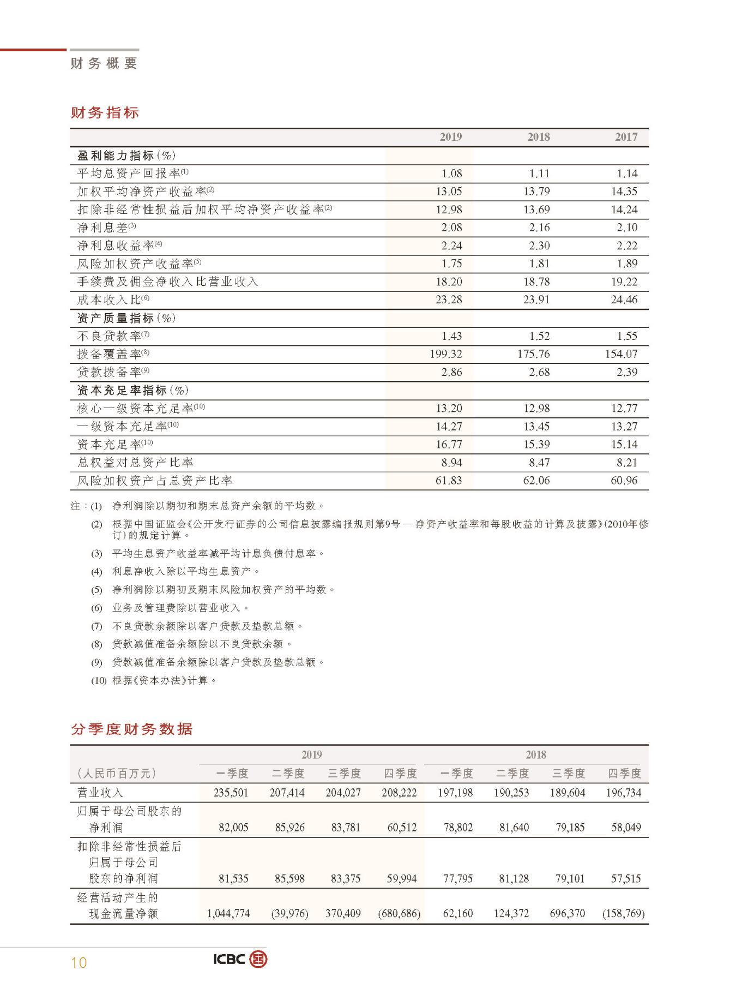 财务概要
财务指标
2019 2018 2017
盈利能力指标(%)
平均总资产回报率(1) 1.08 1.11 1.14
加权平均净资产收益率(2) 13.05 13.79 14.35
扣除非经常性损益后加权平均净资产收益率(2) 12.98 13.69 14.24
净利息差(3) 2.08 2.16 2.10
净利息收益率(4) 2.24 2.30 2.22
风险加权资产收益率(5) 1.75 1.81 1.89
手续费及佣金净收入比营业收入 18.20 18.78 19.22
成本收入比(6) 23.28 23.91 24.46
资产质量指标(%)
不良贷款率(7) 1.43 1.52 1.55
拨备覆盖率(8) 199.32 175.76 154.07
贷款拨备率(9) 2.86 2.68 2.39
资本充足率指标(%)
核心一级资本充足率(10) 13.20 12.98 12.77
一级资本充足率(10) 14.27 13.45 13.27
资本充足率(10) 16.77 15.39 15.14
总权益对总资产比率 8.94 8.47 8.21
风险加权资产占总资产比率 61.83 62.06 60.96
注：(1) 净利润除以期初和期末总资产余额的平均数。
(2) 根据中国证监会《公开发行证券的公司信息披露编报规则第9号—净资产收益率和每股收益的计算及披露》(2010年修
订)的规定计算。
(3) 平均生息资产收益率减平均计息负债付息率。
(4) 利息净收入除以平均生息资产。
(5) 净利润除以期初及期末风险加权资产的平均数。
(6) 业务及管理费除以营业收入。
(7) 不良贷款余额除以客户贷款及垫款总额。
(8) 贷款减值准备余额除以不良贷款余额。
(9) 贷款减值准备余额除以客户贷款及垫款总额。
(10) 根据《资本办法》计算。
分季度财务数据
2019 2018
(人民币百万元) 一季度 二季度 三季度 四季度 一季度 二季度 三季度 四季度
营业收入 235,501 207,414 204,027 208,222 197,198 190,253 189,604 196,734
归属于母公司股东的
净利润 82,005 85,926 83,781 60,512 78,802 81,640 79,185 58,049
扣除非经常性损益后
归属于母公司
股东的净利润 81,535 85,598 83,375 59,994 77,795 81,128 79,101 57,515
经营活动产生的
现金流量净额 1,044,774 (39,976) 370,409 (680,686) 62,160 124,372 696,370 (158,769)
10 ICBC